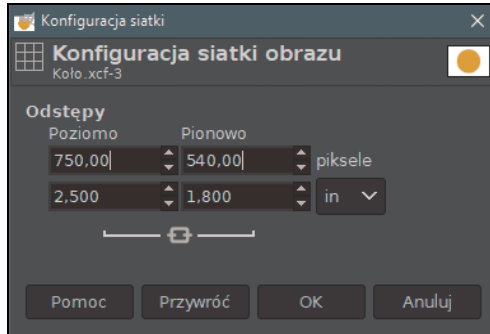 Konfiguracja siatki
Konfiguracja siatki obrazu
Koło.xcf-3
Odstępy
Poziomo Pionowo
750,00 540,00 piksele
2,500 1,800 in
Pomoc Przywróć OK Anuluj